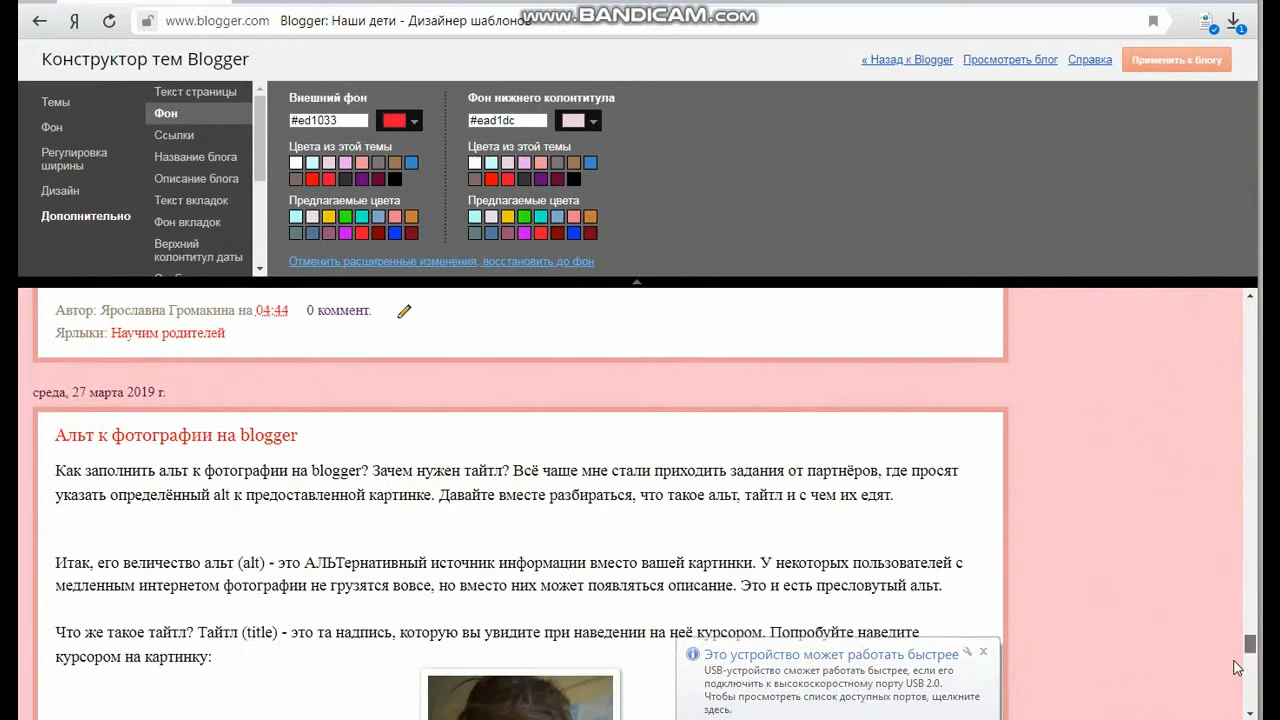 www.BANDICAM.com
Я www.blogger.com Blogger: Наши дети - Дизайнер шаблонов
1
Конструктор тем Blogger
« Назад к Blogger Просмотреть блог Справка Применить к блогу
Темы
Фон
Регулировка
ширины
Дизайн
Дополнительно
Текст страницы
Фон
Ссылки
Название блога
Описание блога
Текст вкладок
Фон вкладок
Верхний
колонтитул даты
Внешний фон
#ed1033
Цвета из этой темы
Предлагаемые цвета
Фон нижнего колонтитула
#ead1dc
Цвета из этой темы
Предлагаемые цвета
Отменить расширенные изменения, восстановить до фон
Автор: Ярославна Громакина на 04:44 0 коммент.
Ярлыки: Научим родителей
среда, 27 марта 2019 г.
Альт к фотографии на blogger
Как заполнить альт к фотографии на blogger? Зачем нужен тайтл? Всё чаще мне стали приходить задания от партнёров, где просят
указать определённый alt к предоставленной картинке. Давайте вместе разбираться, что такое альт, тайтл и с чем их едят.
Итак, его величество альт (alt) - это АЛЬТернативный источник информации вместо вашей картинки. У некоторых пользователей с
медленным интернетом фотографии не грузятся вовсе, но вместо них может появляться описание. Это и есть пресловутый альт.
Что же такое тайтл? Тайтл (title) - это та надпись, которую вы увидите при наведении на неё курсором. Попробуйте наведите
курсором на картинку:
Это устройство может работать быстрее
USB-устройство сможет работать быстрее, если его
подключить к высокоскоростному порту USB 2.0.
Чтобы просмотреть список доступных портов, щелкните
здесь.